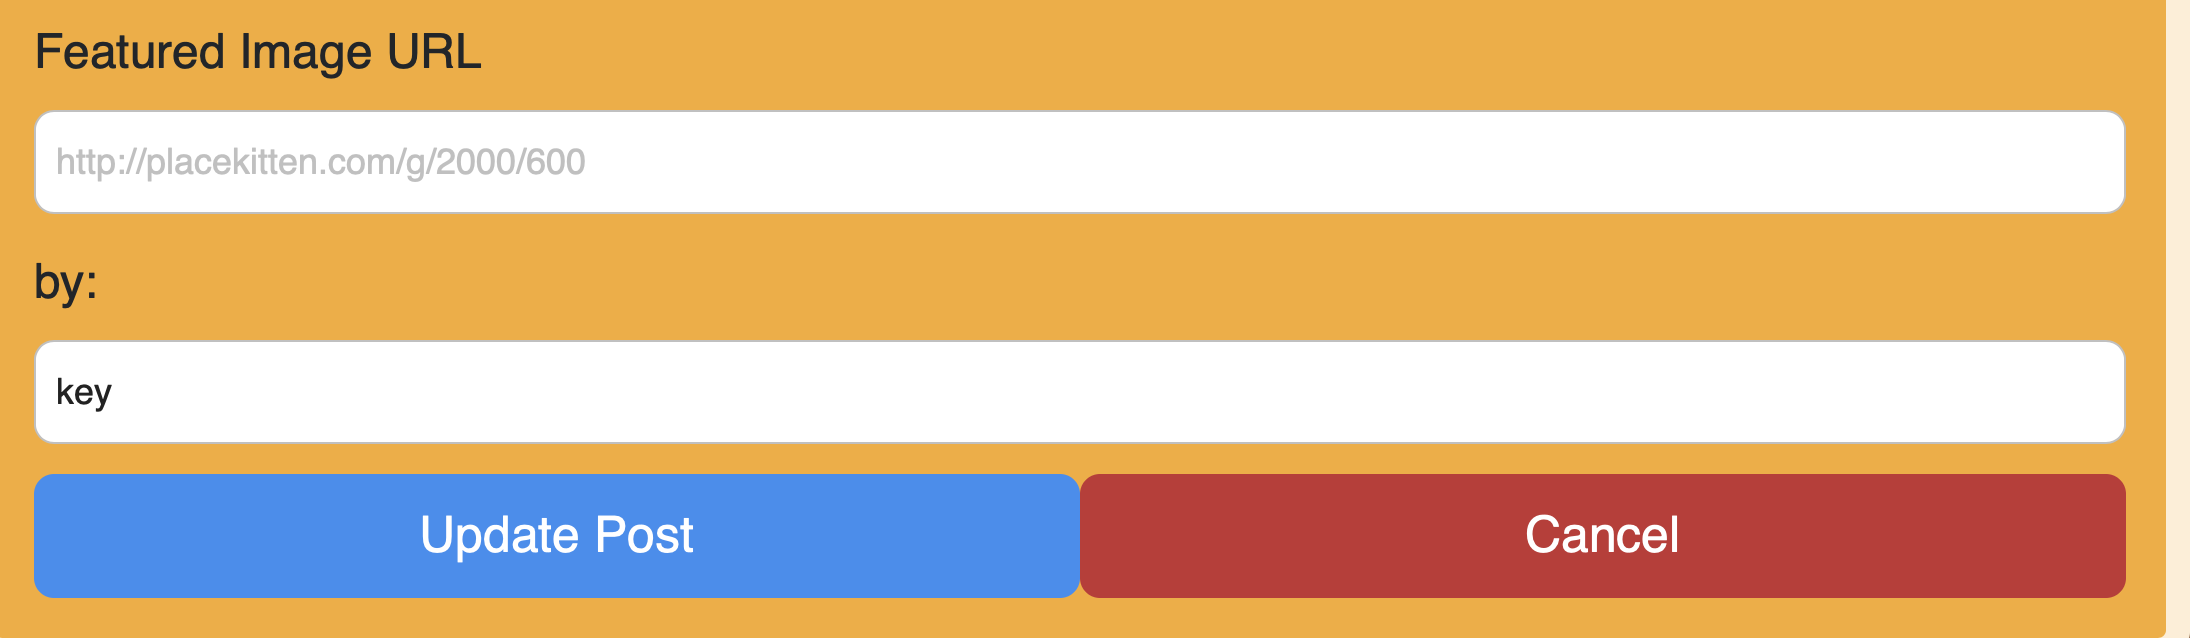 Featured Image URL
http://placekitten.com/g/2000/600
by:
key
Update Post
Cancel